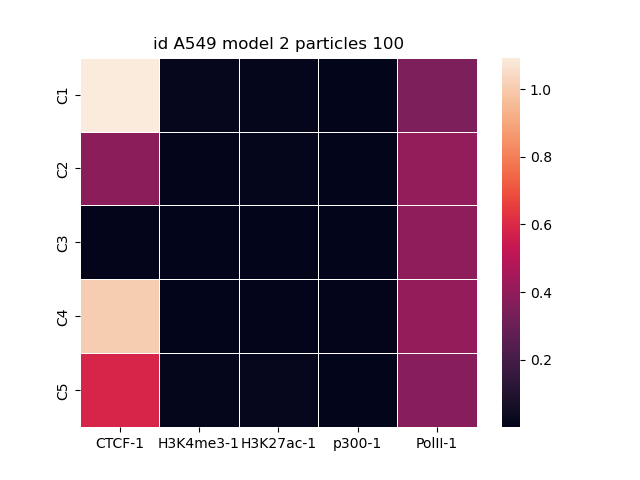 id A549 model 2 particles 100
C1
C2
C3
C4
C5
CTCF-1 H3K4me3-1 H3K27ac-1 p300-1 PolII-1
1.0
0.8
0.6
0.4
0.2